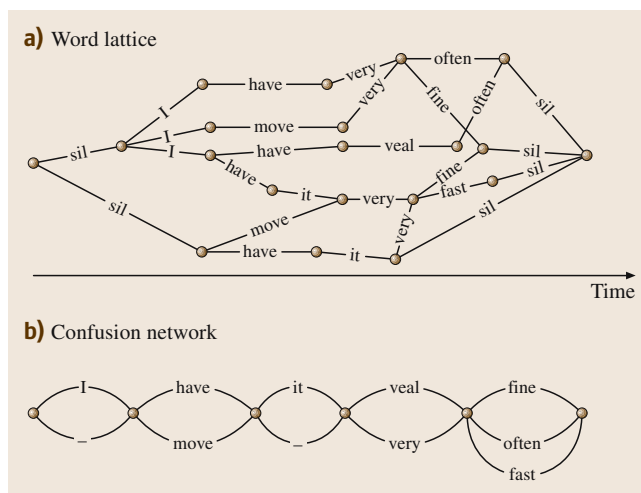 a) Word lattice
often
very
have
very
fine
often
I
sil
I
move
sil
I
have
veal
sil
have
fine
fast
sil
it
very
sil
move
very
sil
have
it
Time
b) Confusion network
I
have
it
veal
fine
–
move
–
very
often
fast